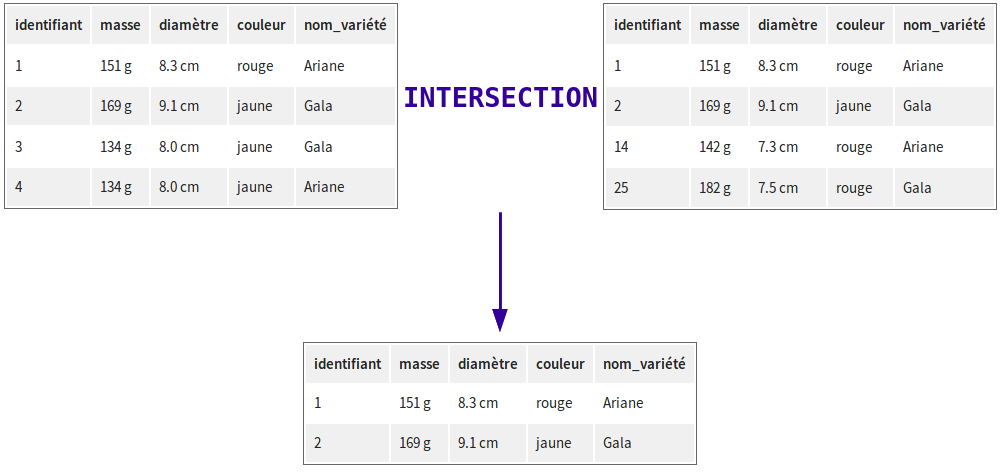 identifiant masse diamètre couleur nom_variété
1 151 g 8.3 cm rouge Ariane
2 169 g 9.1 cm jaune Gala
3 134 g 8.0 cm jaune Gala
4 134 g 8.0 cm jaune Ariane
INTERSECTION
identifiant masse diamètre couleur nom_variété
1 151 g 8.3 cm rouge Ariane
2 169 g 9.1 cm jaune Gala
14 142 g 7.3 cm rouge Ariane
25 182 g 7.5 cm rouge Gala
identifiant masse diamètre couleur nom_variété
1 151 g 8.3 cm rouge Ariane
2 169 g 9.1 cm jaune Gala